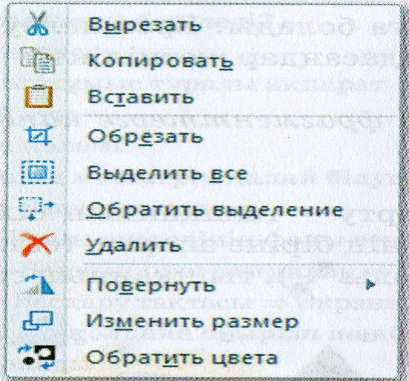 Вырезать
Копировать
Вставить
Обрезать
Выделить все
Обратить выделение
Удалить
Повернуть
Изменить размер
Обратить цвета